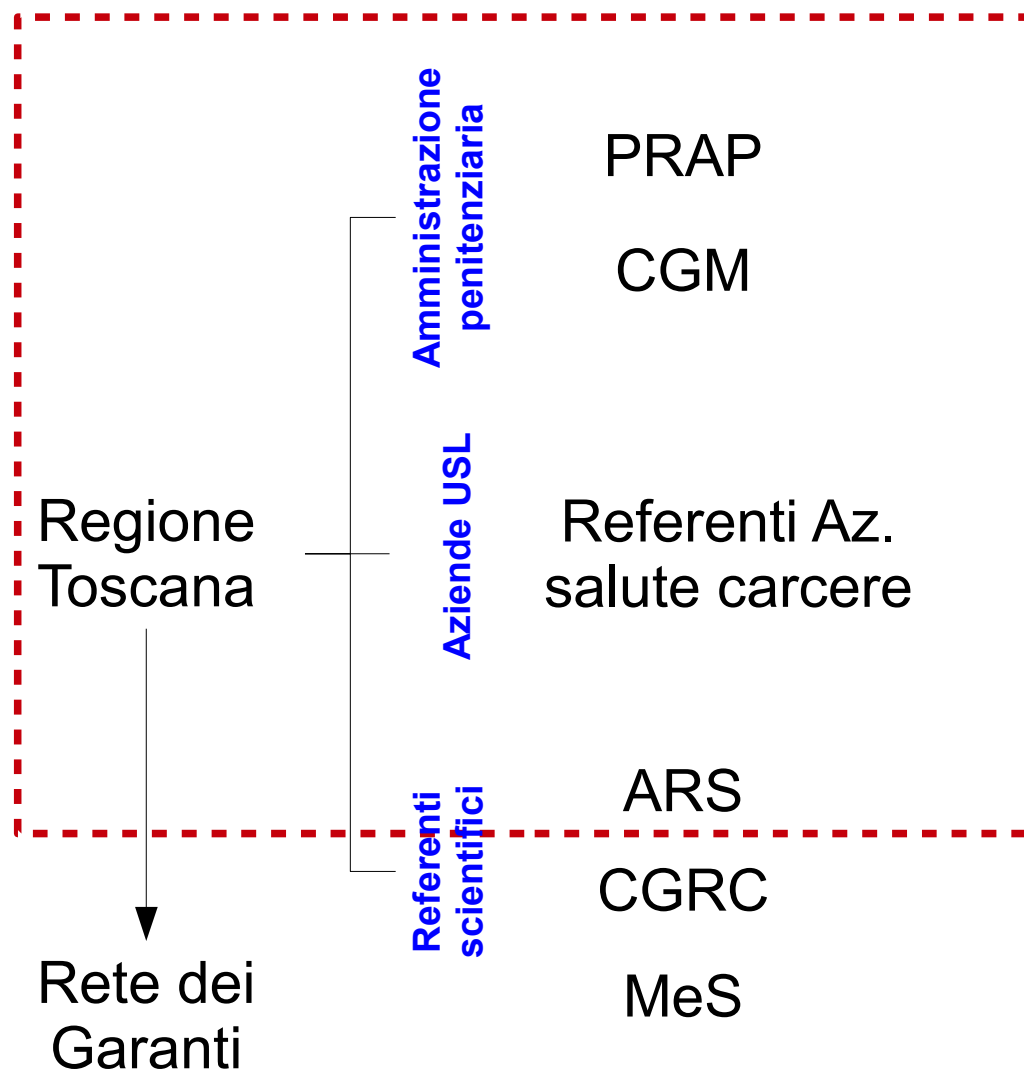 Amministrazione
penitenziaria
PRAP
CGM
Regione
Toscana
Aziende USL
Referenti Az.
salute carcere
Referenti
scientifici
ARS
CGRC
MeS
Rete dei
Garanti